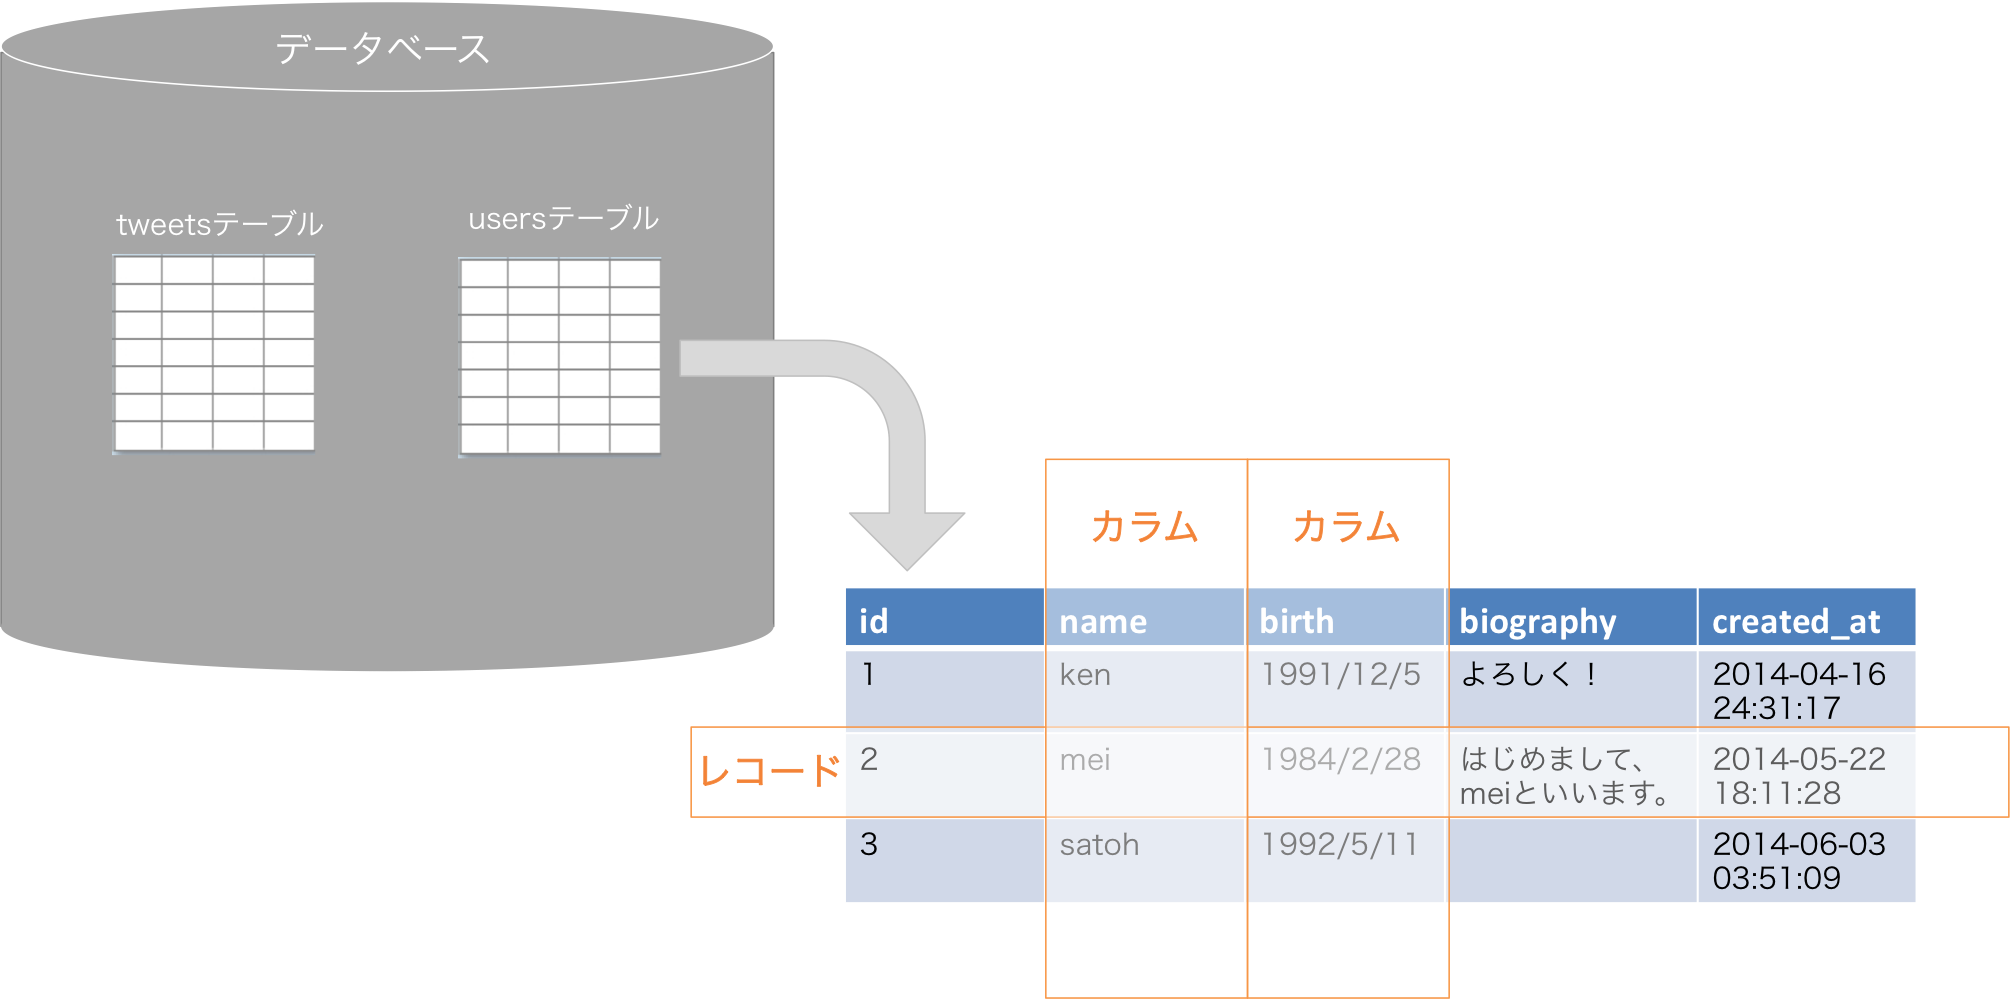 データベース
tweetsテーブル
usersテーブル
カラム
カラム
id
name
birth
biography
created_at
1
ken
1991/12/5
よろしく！
2014-04-16
24:31:17
レコード
2
mei
1984/2/28
はじめまして、
meiといいます。
2014-05-22
18:11:28
3
satoh
1992/5/11
2014-06-03
03:51:09